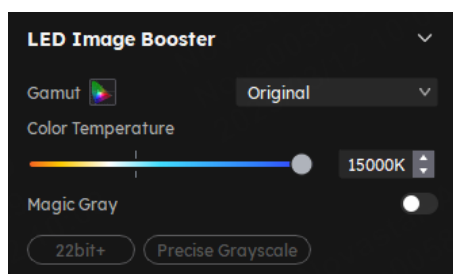 LED Image Booster
Gamut Original
Color Temperature
15000K
Magic Gray
22bit+ Precise Grayscale